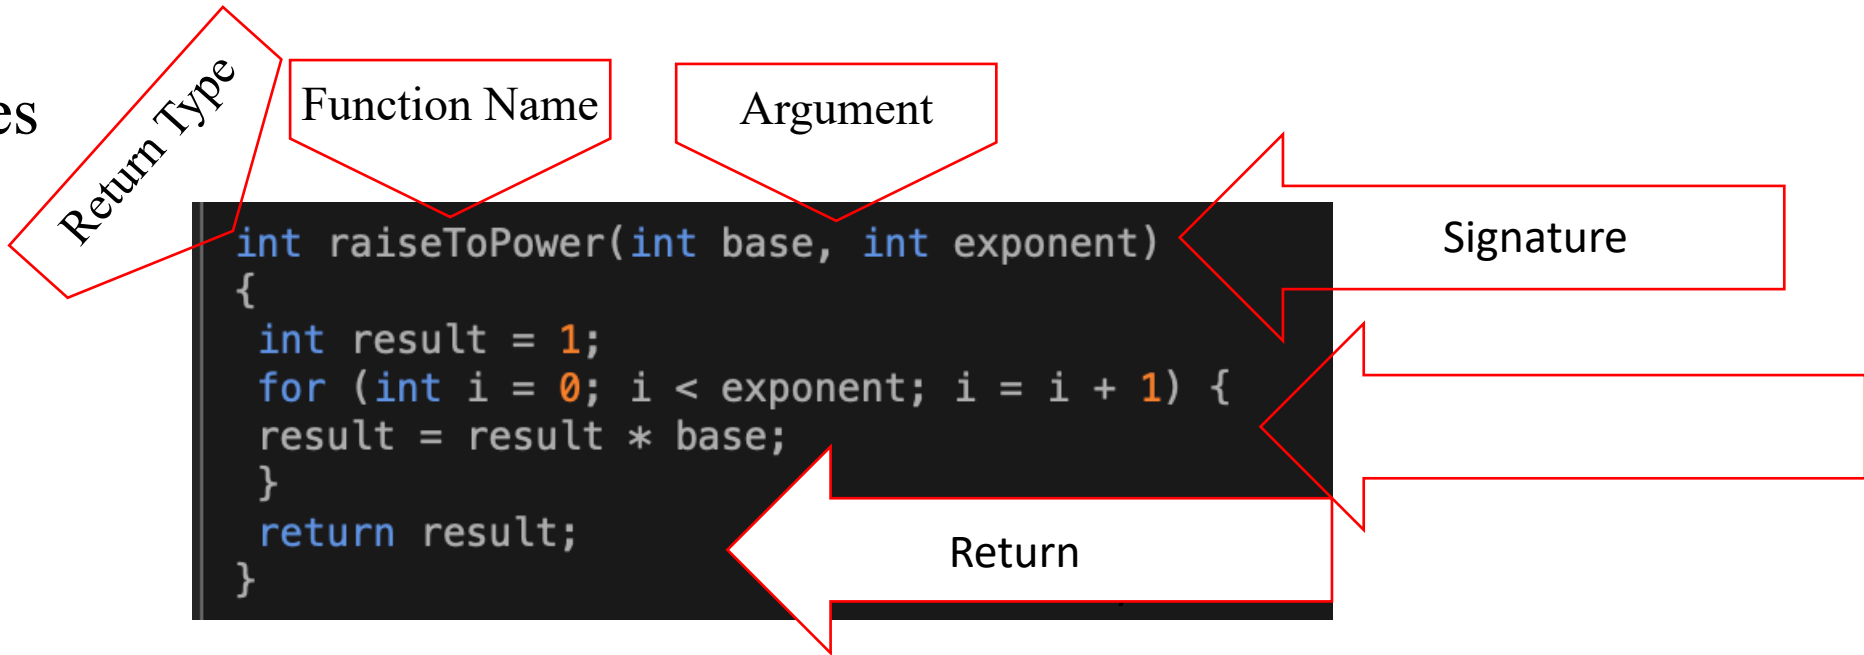 es
Return Type
Function Name
Argument
Signature
int raiseToPower(int base, int exponent)
{
int result = 1;
for (int i = 0; i < exponent; i = i + 1) {
result = result * base;
}
return result;
}
Return